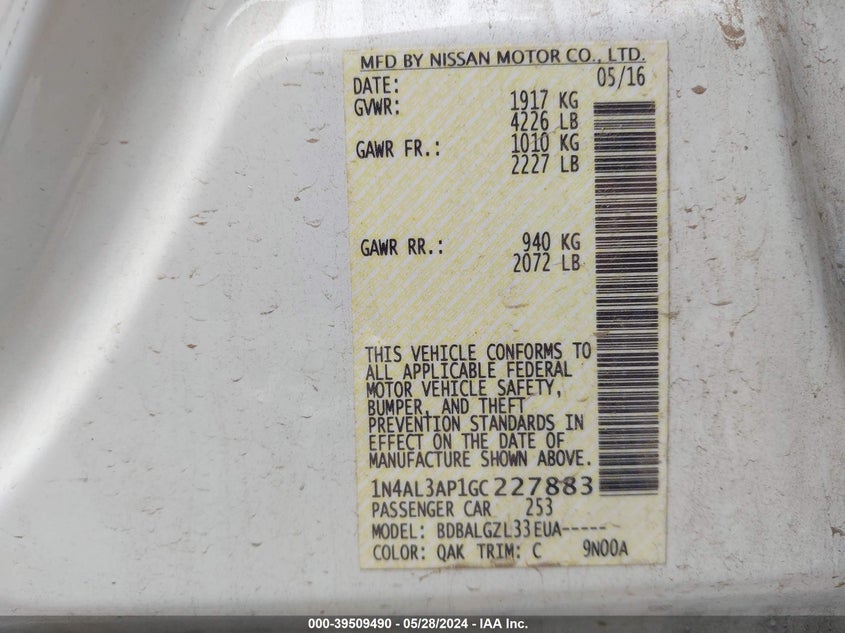 MFD BY NISSAN MOTOR CO., LTD.
DATE: 05/16
GVWR: 1917 KG
4226 LB
GAWR FR.: 1010 KG
2227 LB
GAWR RR.: 940 KG
2072 LB
THIS VEHICLE CONFORMS TO
ALL APPLICABLE FEDERAL
MOTOR VEHICLE SAFETY,
BUMPER, AND THEFT
PREVENTION STANDARDS IN
EFFECT ON THE DATE OF
MANUFACTURE SHOWN ABOVE.
1N4AL3AP1GC227883
PASSENGER CAR 253
MODEL: BDBALGZL33EUA-----
COLOR: QAK TRIM: C 9N00A
000-39509490 - 05/28/2024 - IAA Inc.